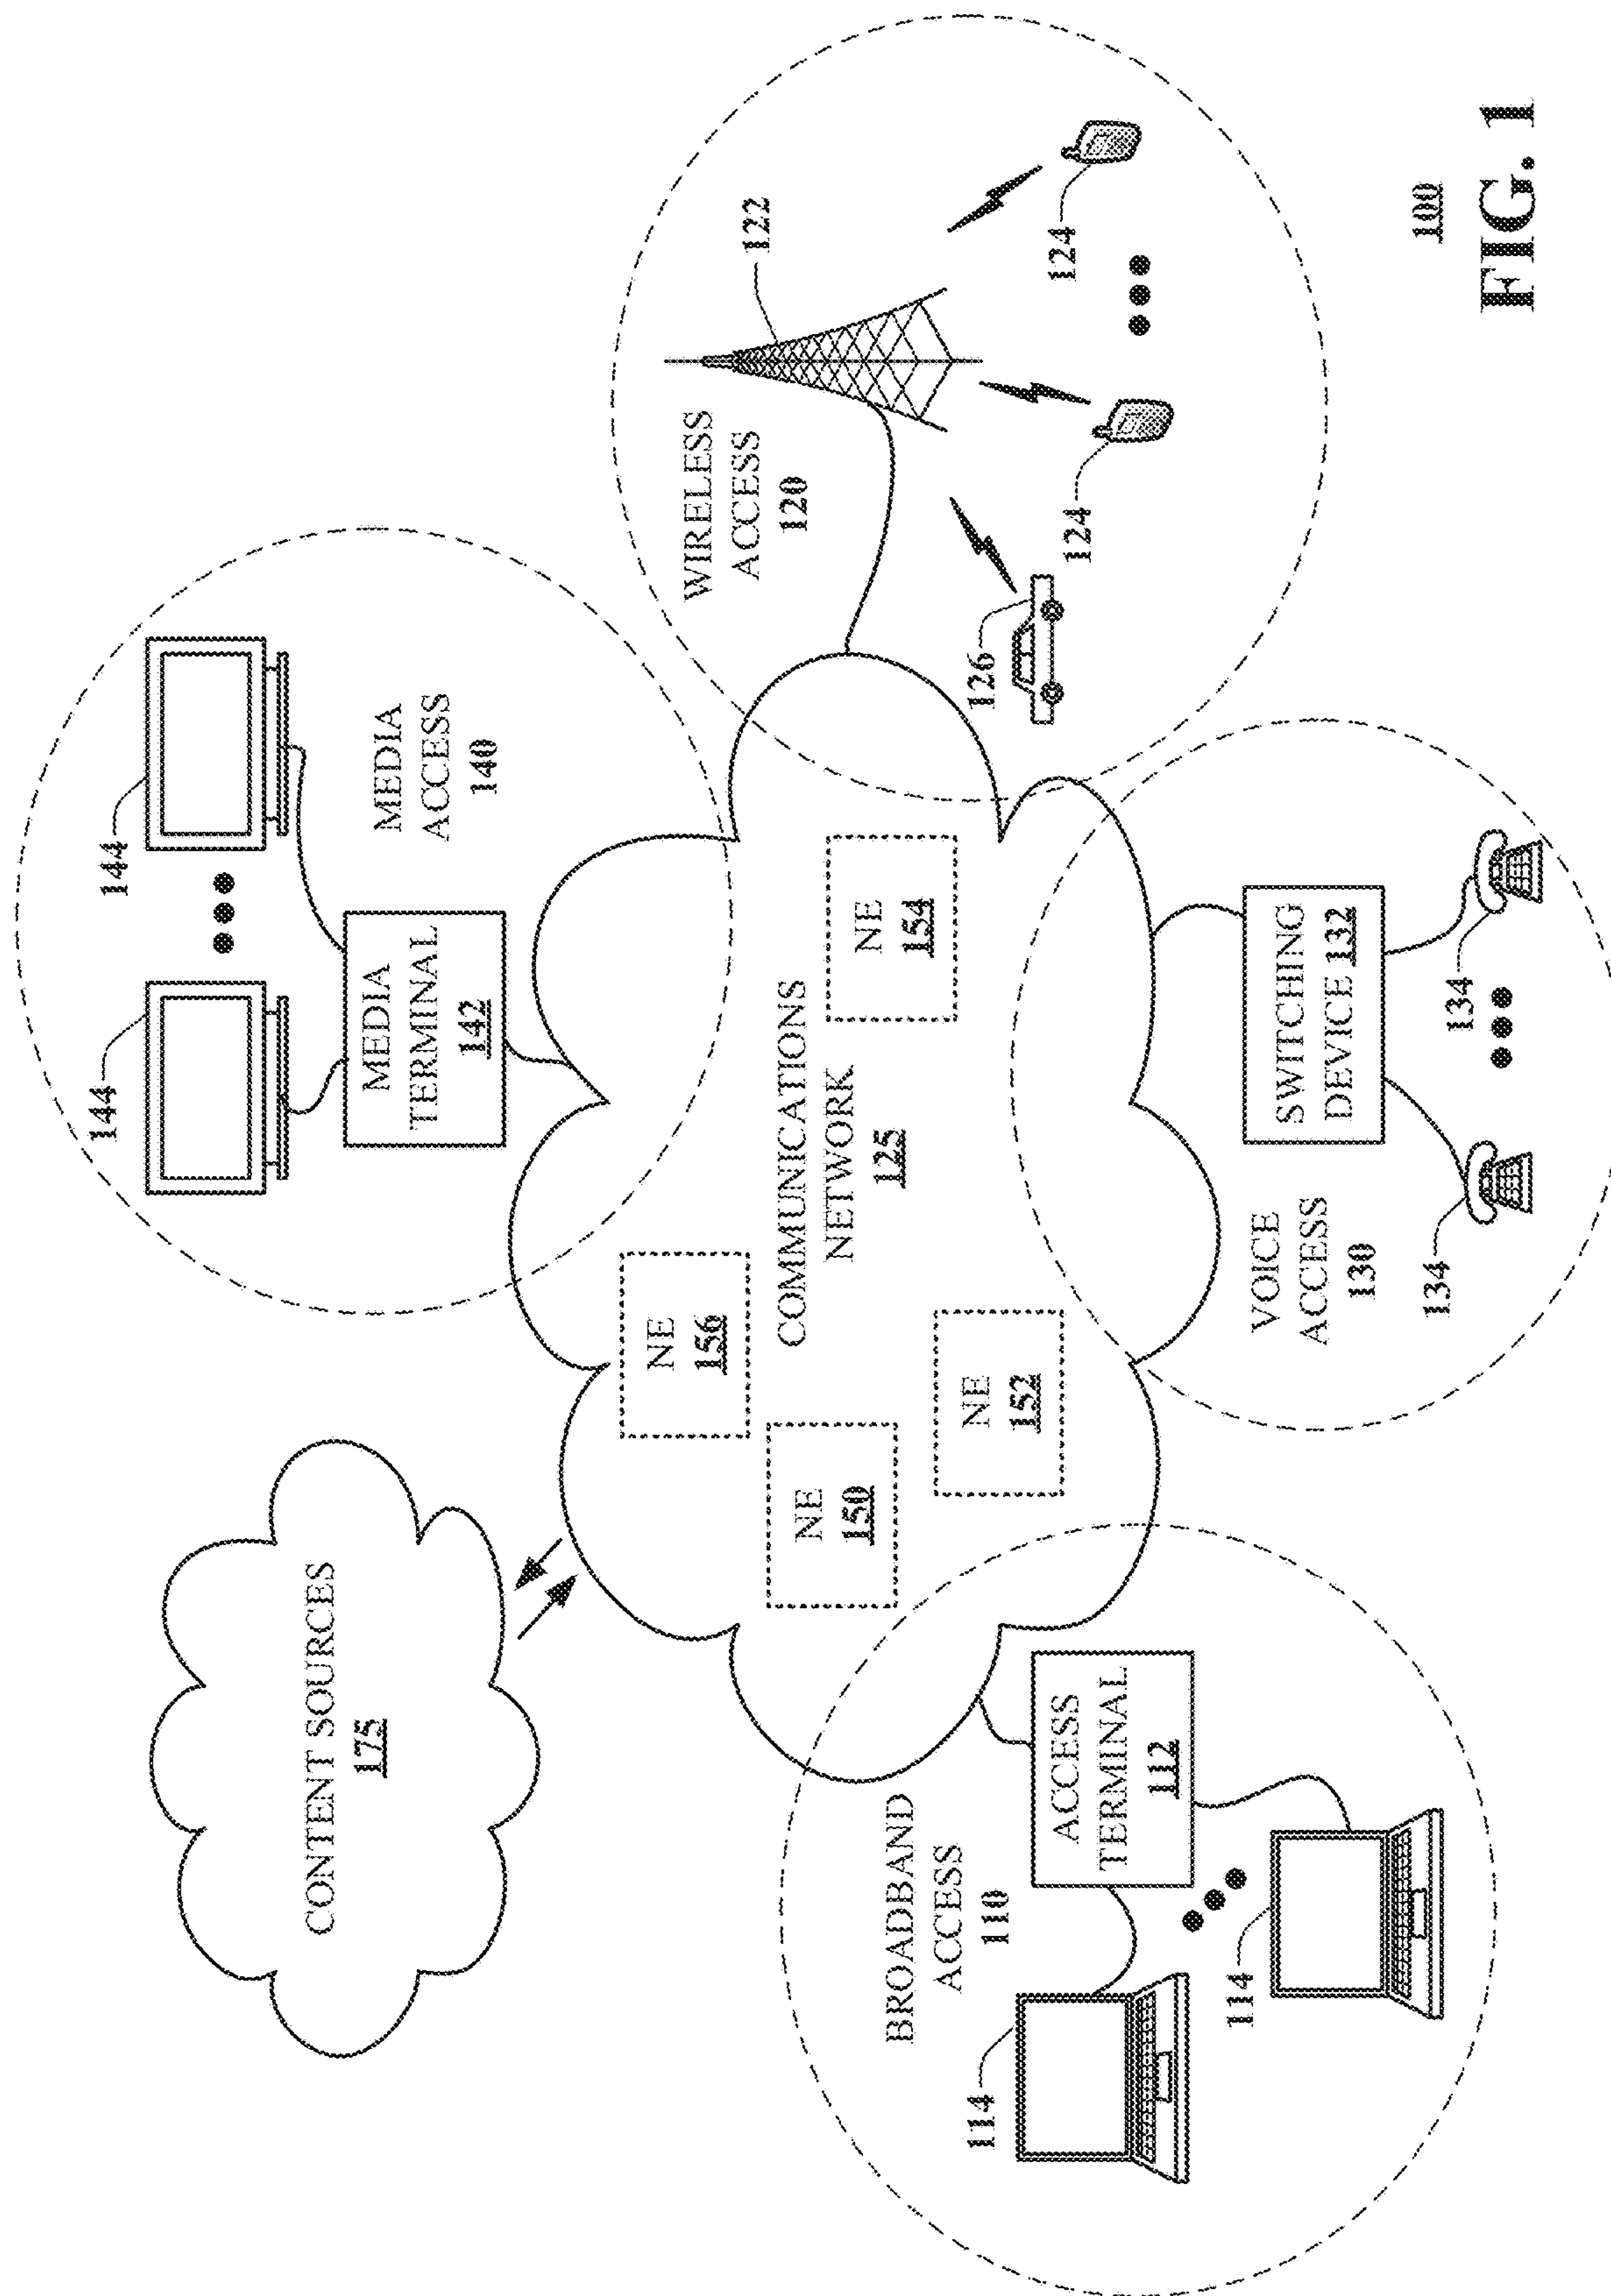 CONTENT SOURCES
175
144
144
MEDIA
TERMINAL
142
MEDIA
ACCESS
140
WIRELESS
ACCESS
120
122
124
124
126
BROADBAND
ACCESS
110
NE
156
NE
150
NE
152
COMMUNICATIONS
NETWORK
125
NE
154
ACCESS
TERMINAL
112
114
114
VOICE
ACCESS
130
SWITCHING
DEVICE 132
134
134
100
FIG. 1